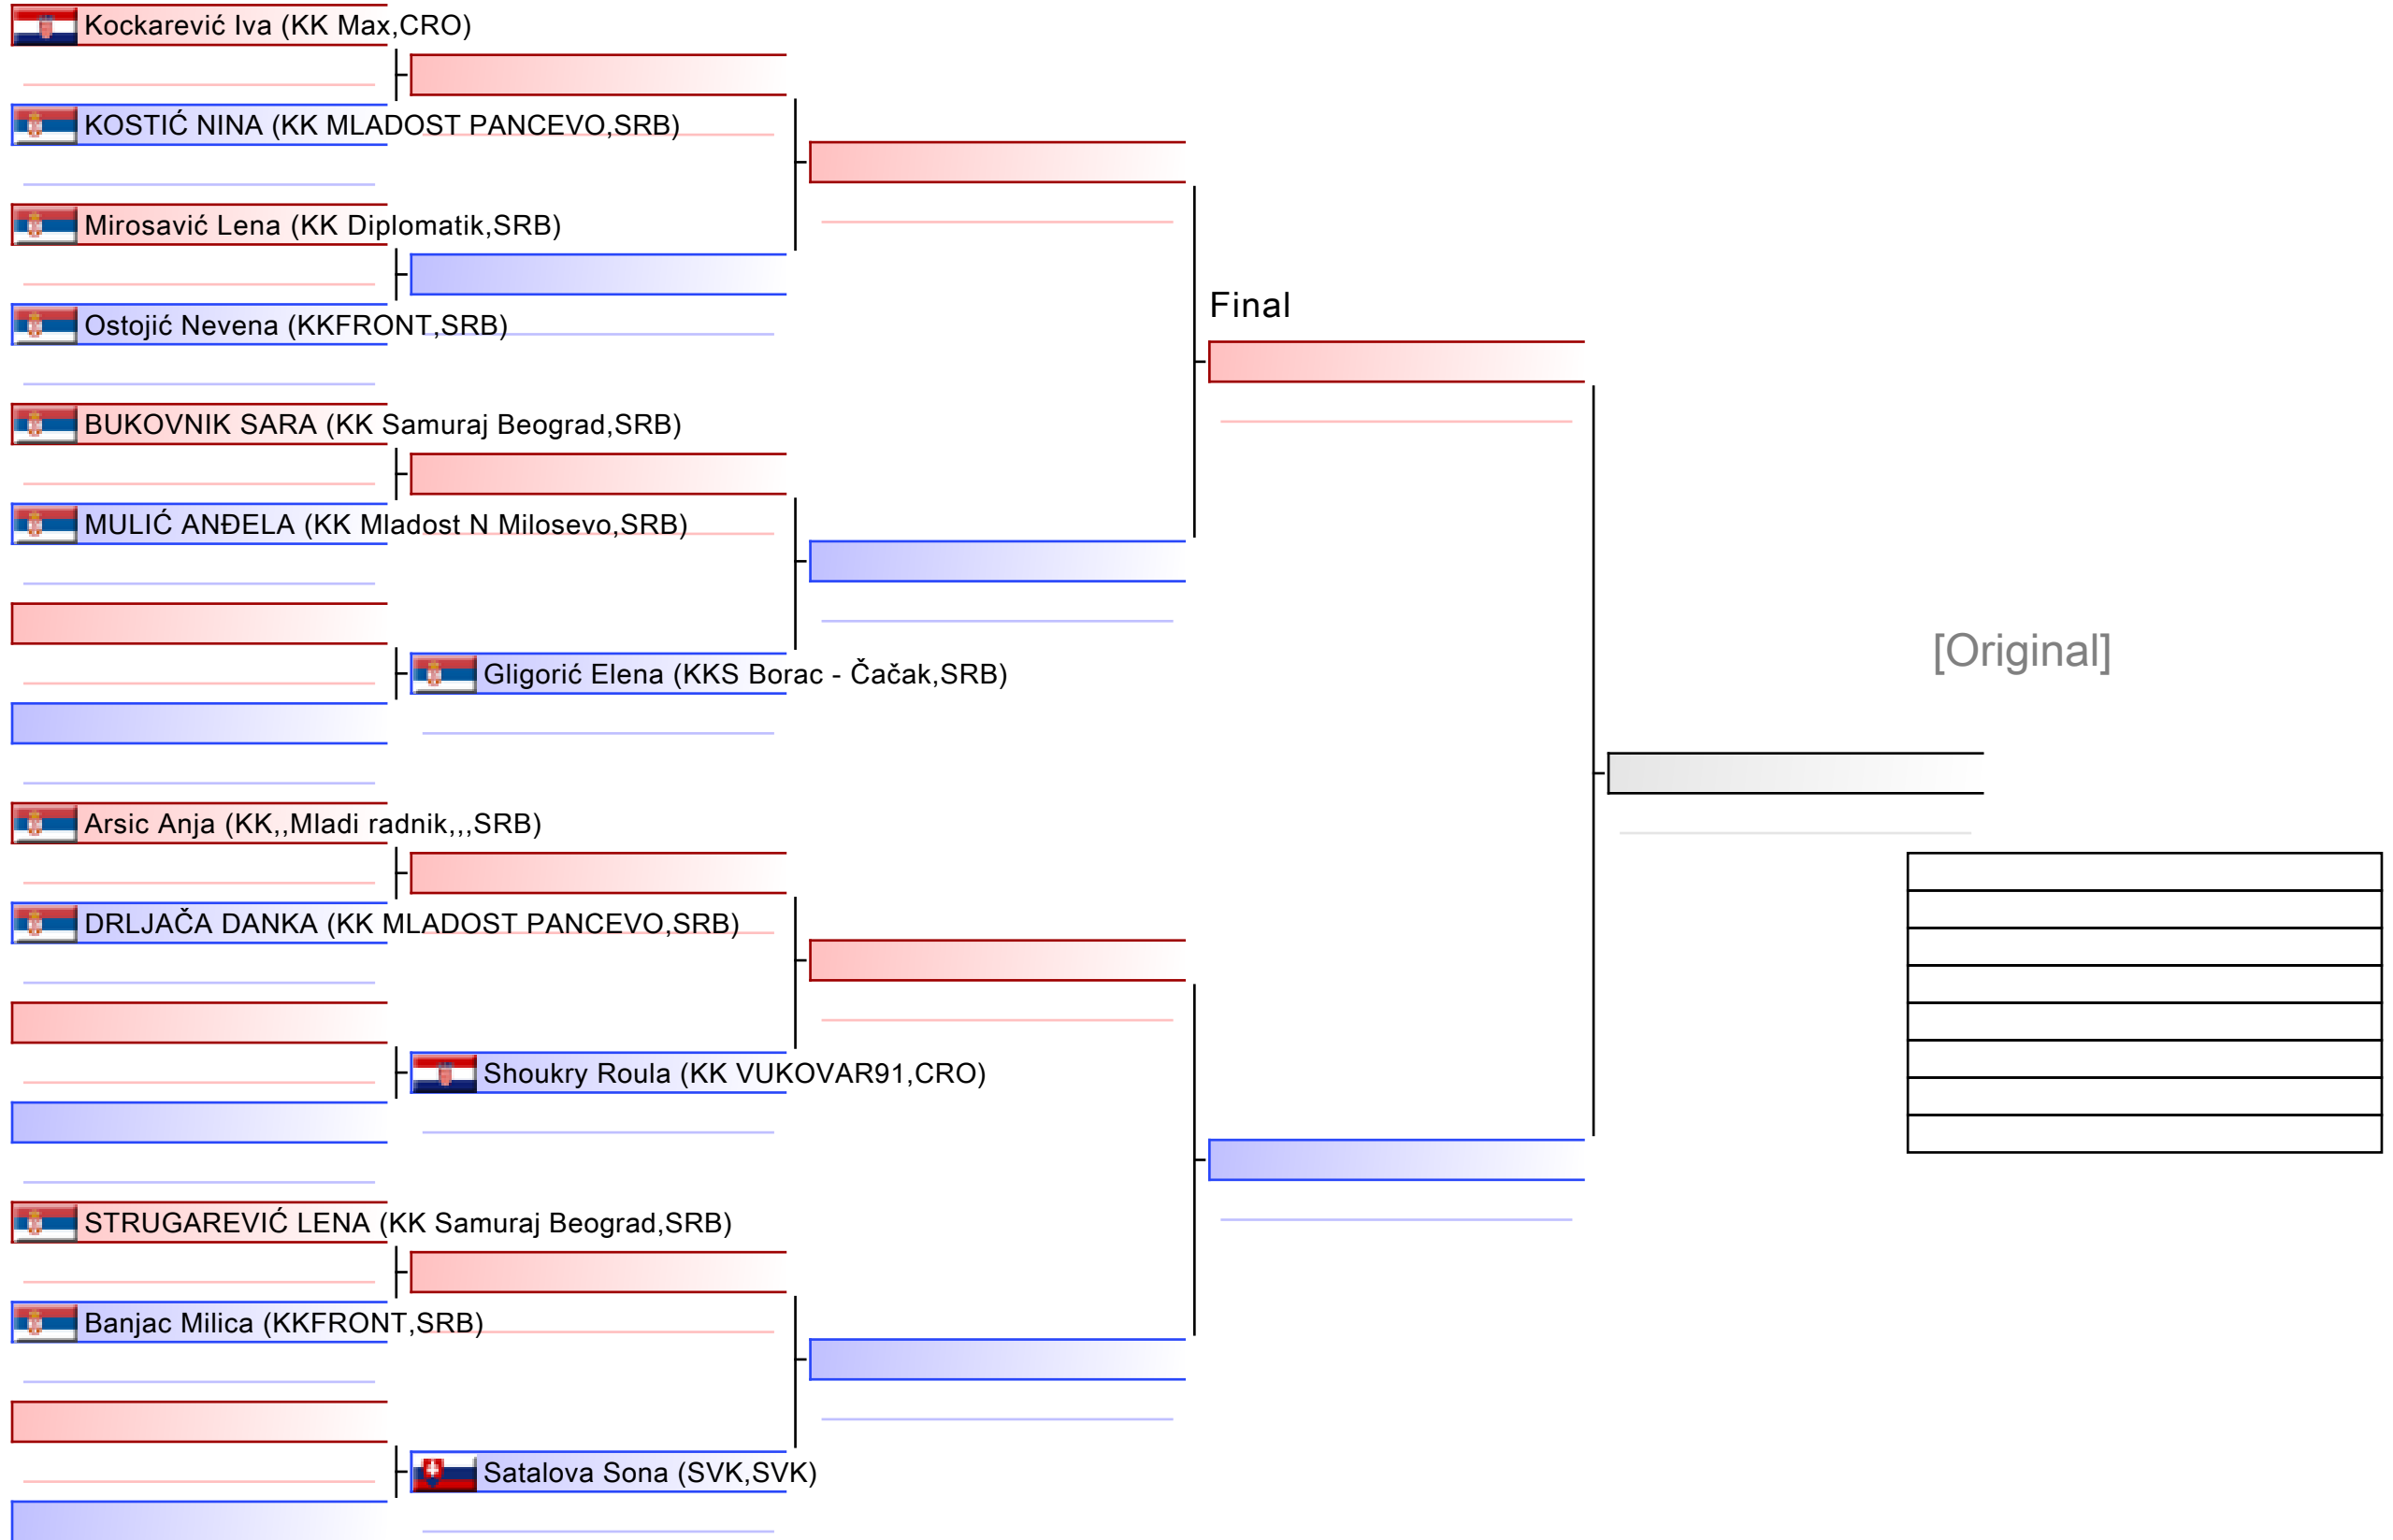 Kockarević Iva (KK Max,CRO)
KOSTIĆ NINA (KK MLADOST PANCEVO,SRB)
Mirosavić Lena (KK Diplomatik,SRB)
Final
Ostojić Nevena (KKFRONT,SRB)
BUKOVNIK SARA (KK Samuraj Beograd,SRB)
MULIĆ ANĐELA (KK Mladost N Milosevo,SRB)
[Original]
Gligorić Elena (KKS Borac - Čačak,SRB)
Arsic Anja (KK,,Mladi radnik,,,SRB)
DRLJAČA DANKA (KK MLADOST PANCEVO,SRB)
Shoukry Roula (KK VUKOVAR91,CRO)
STRUGAREVIĆ LENA (KK Samuraj Beograd,SRB)
Banjac Milica (KKFRONT,SRB)
Satalova Sona (SVK,SVK)